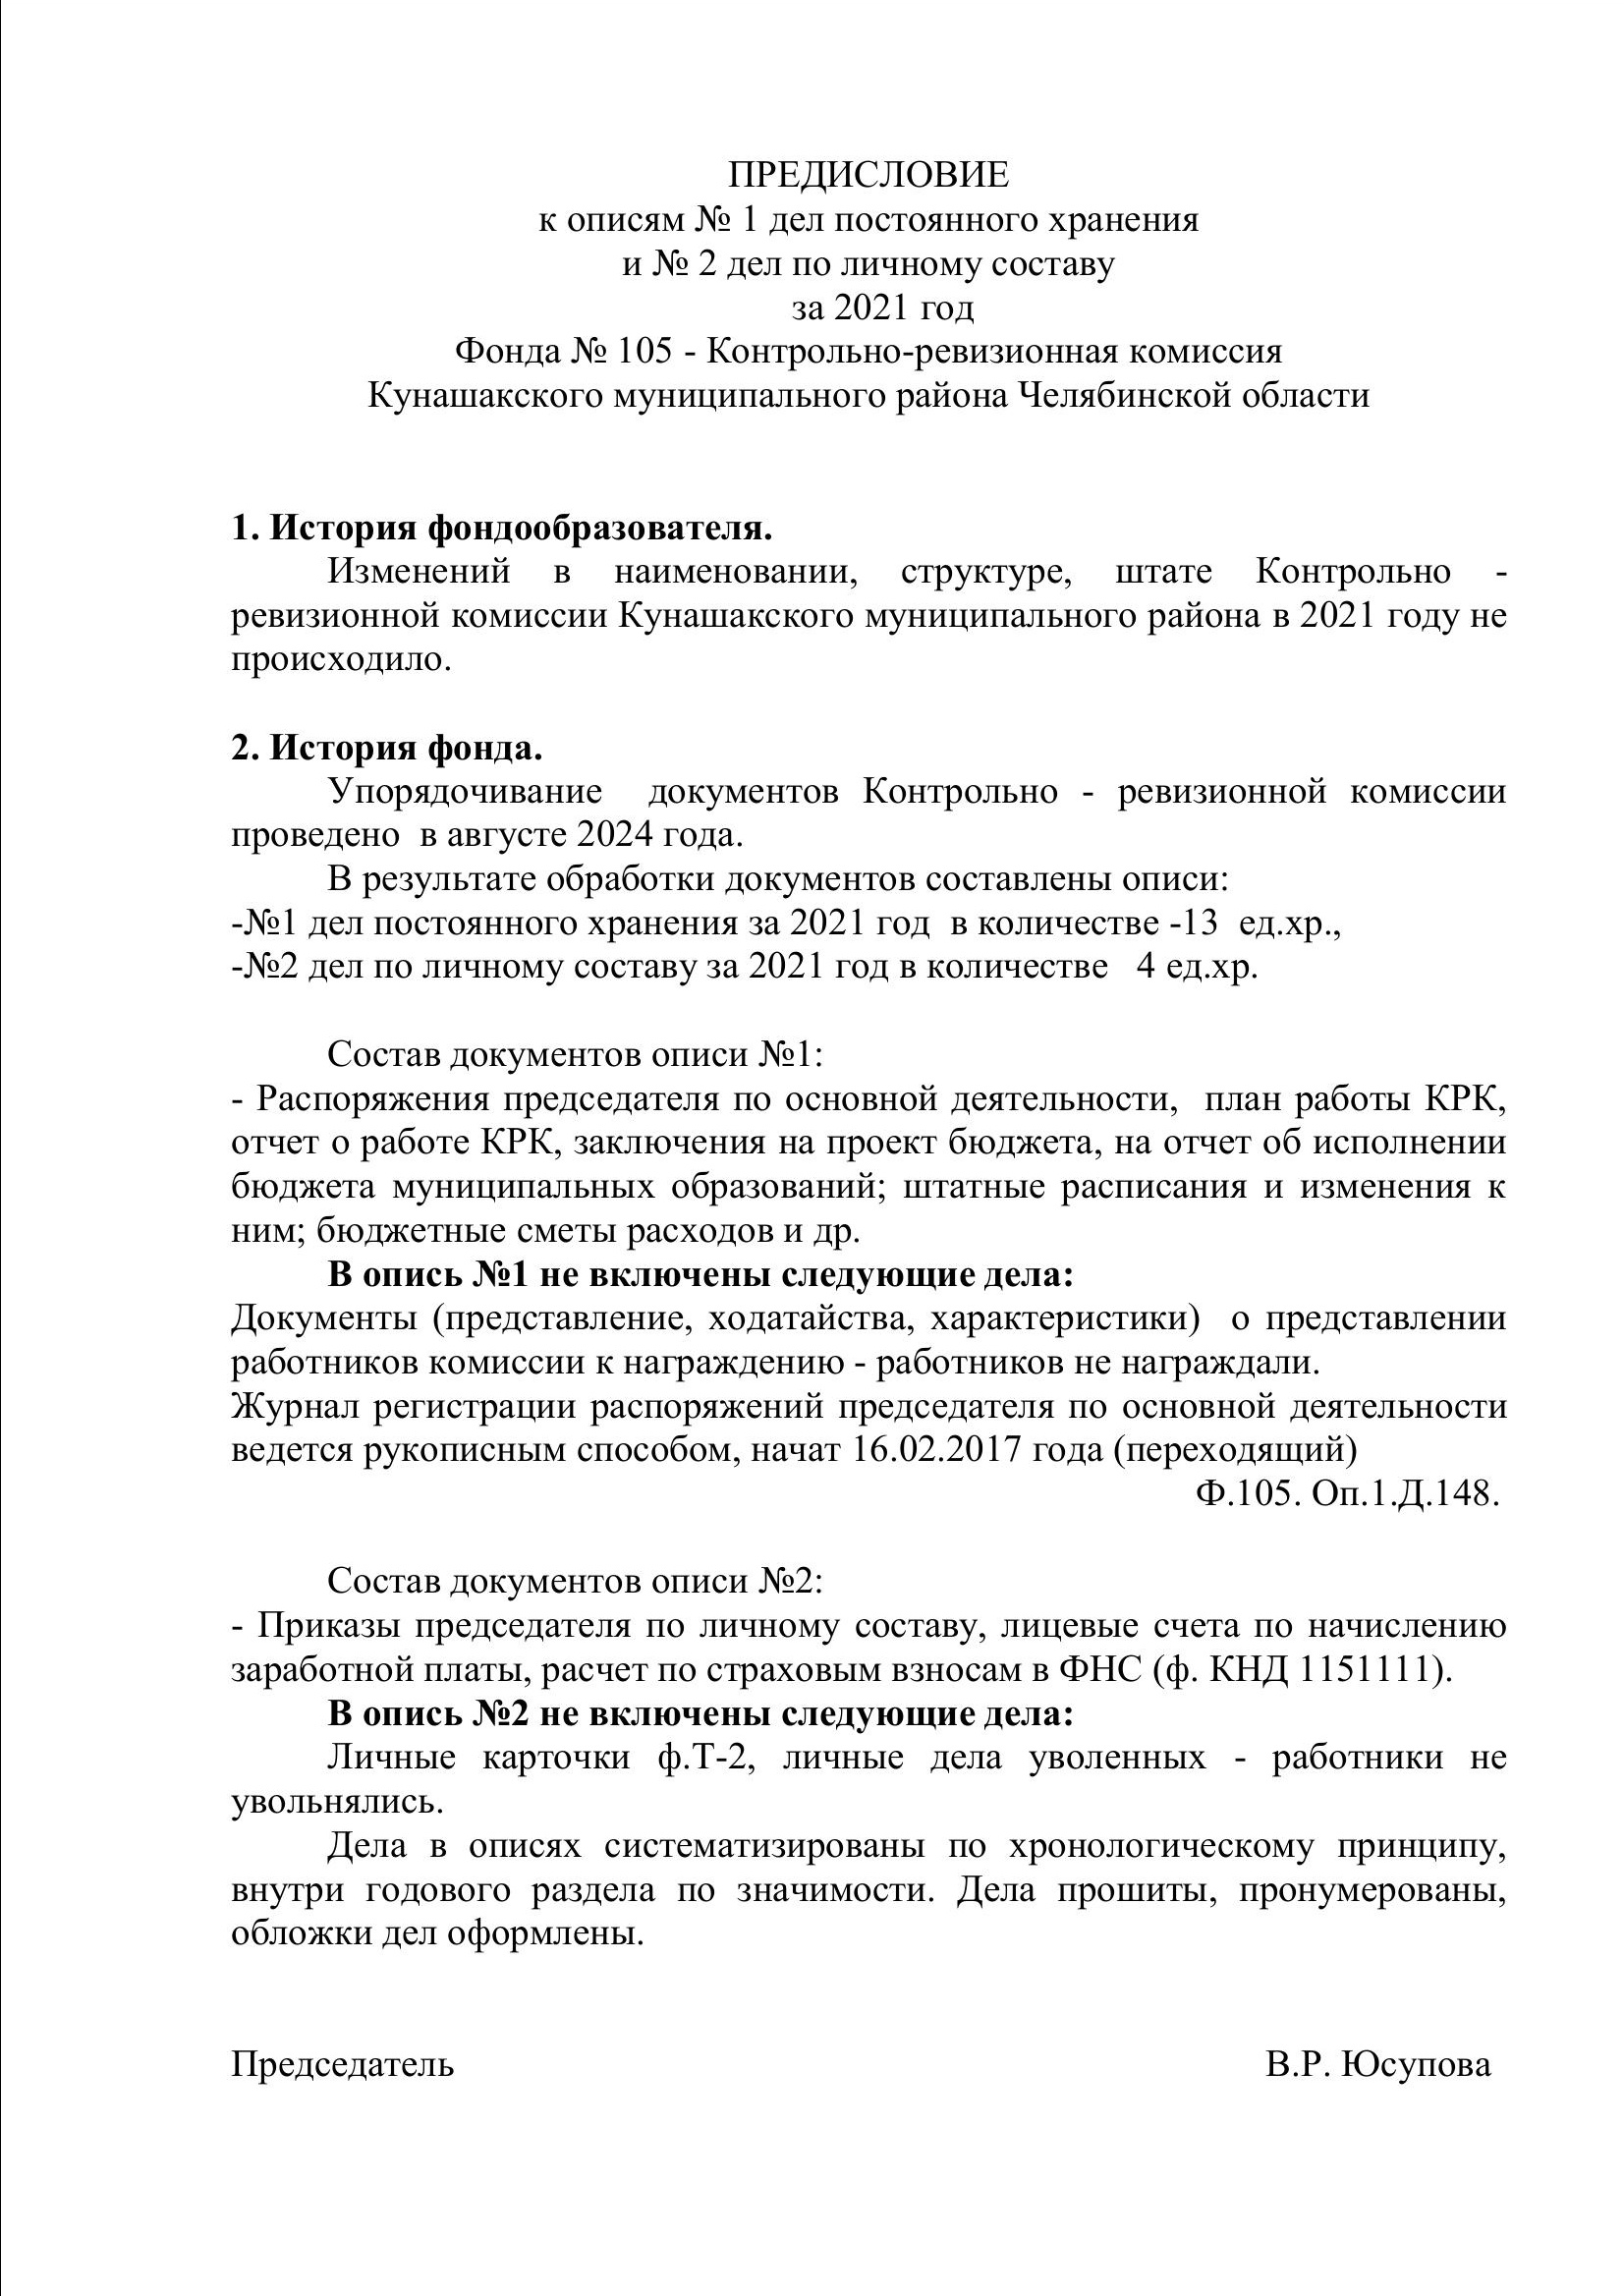 ПРЕДИСЛОВИЕ
к описям № 1 дел постоянного хранения
и № 2 дел по личному составу
за 2021 год
Фонда № 105 - Контрольно-ревизионная комиссия
Кунашакского муниципального района Челябинской области
1. История фондообразователя.
Изменений в наименовании, структуре, штате Контрольно -
ревизионной комиссии Кунашакского муниципального района в 2021 году не
происходило.
2. История фонда.
Упорядочивание документов Контрольно - ревизионной комиссии
проведено в августе 2024 года.
В результате обработки документов составлены описи:
-№1 дел постоянного хранения за 2021 год в количестве -13 ед.хр.,
-№2 дел по личному составу за 2021 год в количестве 4 ед.хр.
Состав документов описи №1:
- Распоряжения председателя по основной деятельности, план работы КРК,
отчет о работе КРК, заключения на проект бюджета, на отчет об исполнении
бюджета муниципальных образований; штатные расписания и изменения к
ним; бюджетные сметы расходов и др.
В опись №1 не включены следующие дела:
Документы (представление, ходатайства, характеристики) о представлении
работников комиссии к награждению - работников не награждали.
Журнал регистрации распоряжений председателя по основной деятельности
ведется рукописным способом, начат 16.02.2017 года (переходящий)
Ф.105. Оп.1.Д.148.
Состав документов описи №2:
- Приказы председателя по личному составу, лицевые счета по начислению
заработной платы, расчет по страховым взносам в ФНС (ф. КНД 1151111).
В опись №2 не включены следующие дела:
Личные карточки ф.Т-2, личные дела уволенных - работники не
увольнялись.
Дела в описях систематизированы по хронологическому принципу,
внутри годового раздела по значимости. Дела прошиты, пронумерованы,
обложки дел оформлены.
Председатель В.Р. Юсупова